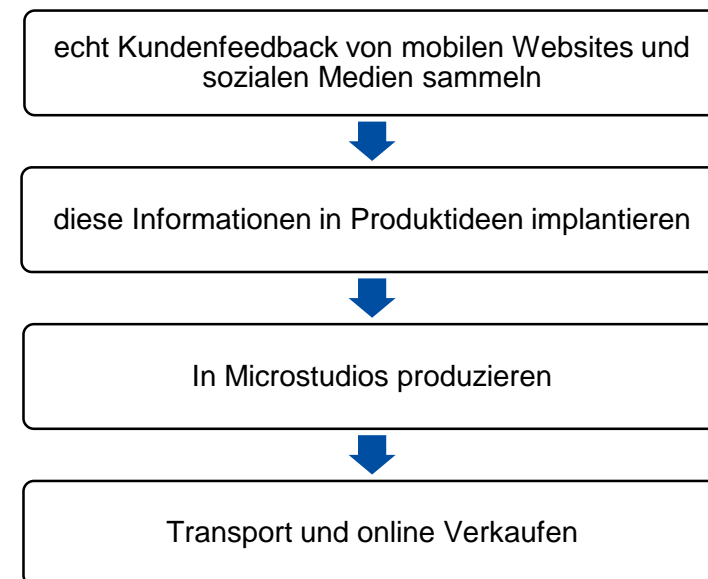 echt Kundenfeedback von mobilen Websites und
sozialen Medien sammeln
diese Informationen in Produktideen implantieren
In Microstudios produzieren
Transport und online Verkaufen